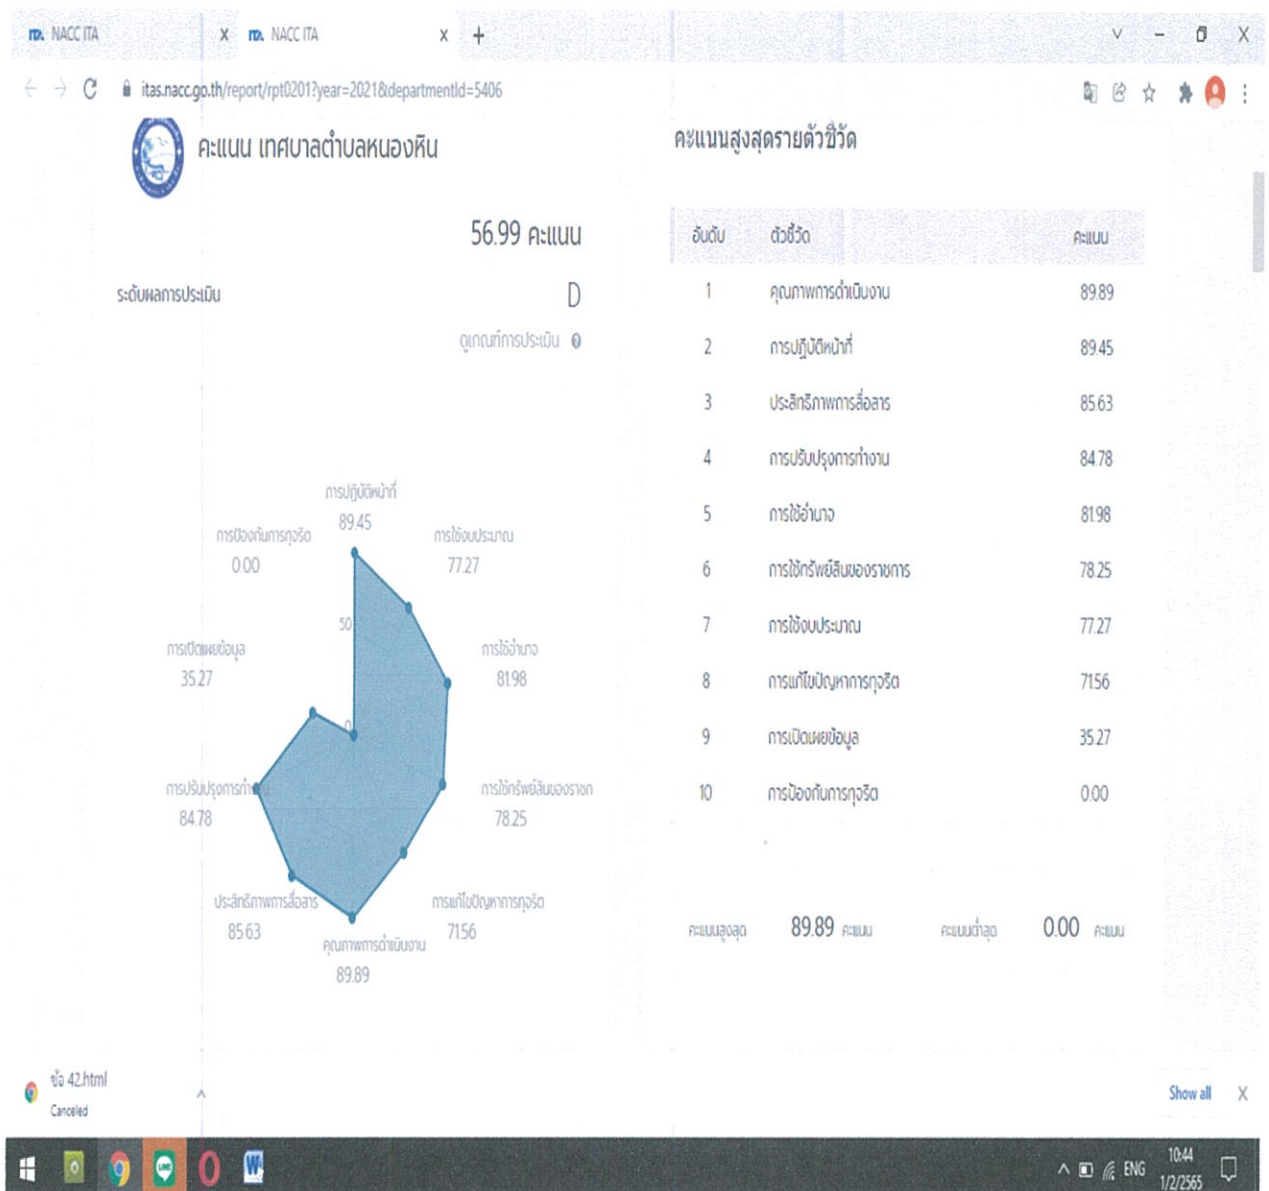 NACC ITA
NACC ITA
itas.nacc.go.th/report/rpt0201?year=2021&departmentId=5406
คะแนน เทศบาลตำบลหนองหิน
56.99 คะแนน
ระดับผลการประเมิน D
ดูเกณฑ์การประเมิน
การปฏิบัติหน้าที่
89.45
การป้องกันการทุจริต
0.00
การใช้งบประมาณ
77.27
50
การเปิดเผยข้อมูล
35.27
การใช้อำนาจ
81.98
0
การปรับปรุงการทำงาน
84.78
การใช้ทรัพย์สินของราชก
78.25
ประสิทธิภาพการสื่อสาร
85.63
การแก้ไขปัญหาการทุจริต
71.56
คุณภาพการดำเนินงาน
89.89
คะแนนสูงสุดรายตัวชี้วัด
อันดับ ตัวชี้วัด คะแนน
1 คุณภาพการดำเนินงาน 89.89
2 การปฏิบัติหน้าที่ 89.45
3 ประสิทธิภาพการสื่อสาร 85.63
4 การปรับปรุงการทำงาน 84.78
5 การใช้อำนาจ 81.98
6 การใช้ทรัพย์สินของราชการ 78.25
7 การใช้งบประมาณ 77.27
8 การแก้ไขปัญหาการทุจริต 71.56
9 การเปิดเผยข้อมูล 35.27
10 การป้องกันการทุจริต 0.00
คะแนนสูงสุด 89.89 คะแนน คะแนนต่ำสุด 0.00 คะแนน
ข้อ 42.html
Canceled
Show all
LINE
W
ENG
10:44
1/2/2565